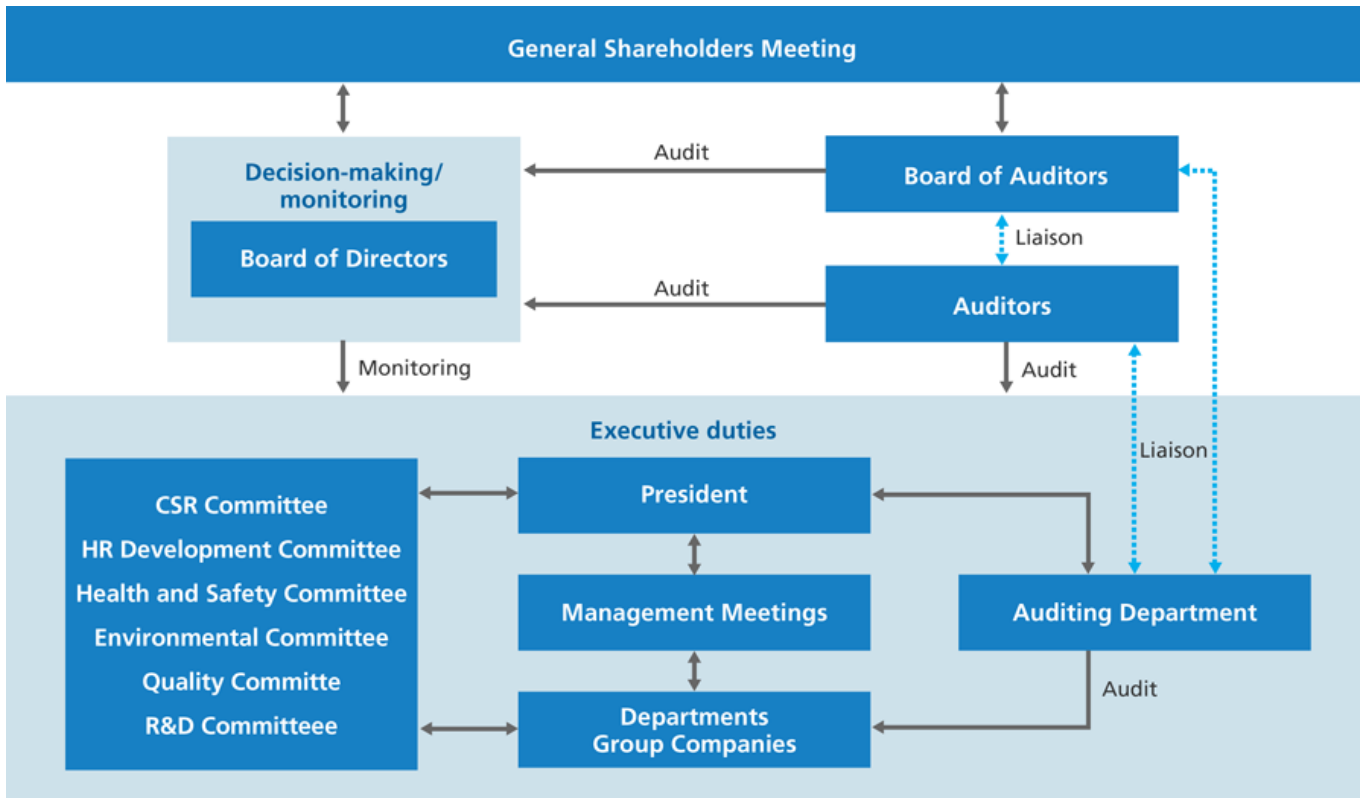 General Shareholders Meeting
Decision-making/
monitoring
Board of Directors
Audit
Board of Auditors
Liaison
Audit
Auditors
Monitoring
Audit
Liaison
Executive duties
CSR Committee
HR Development Committee
Health and Safety Committee
Environmental Committee
Quality Committe
R&D Committeee
President
Management Meetings
Departments
Group Companies
Auditing Department
Audit